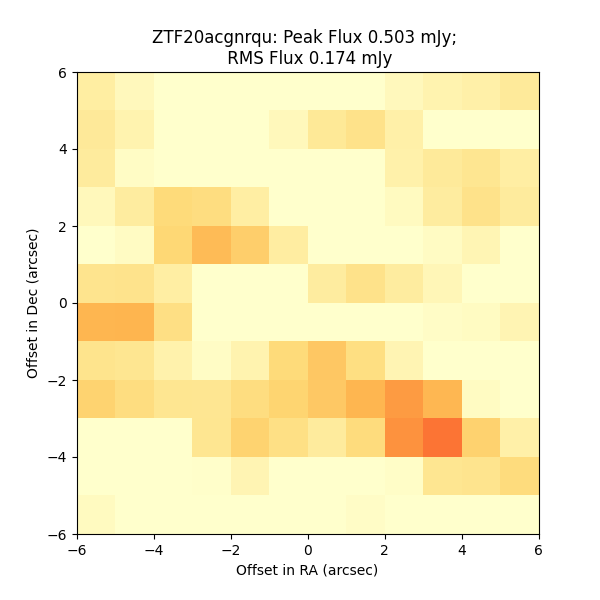 ZTF20acgnrqu: Peak Flux 0.503 mJy;
RMS Flux 0.174 mJy
6
4
2
0
−2
−4
−6
Offset in Dec (arcsec)
−6 −4 −2 0 2 4 6
Offset in RA (arcsec)